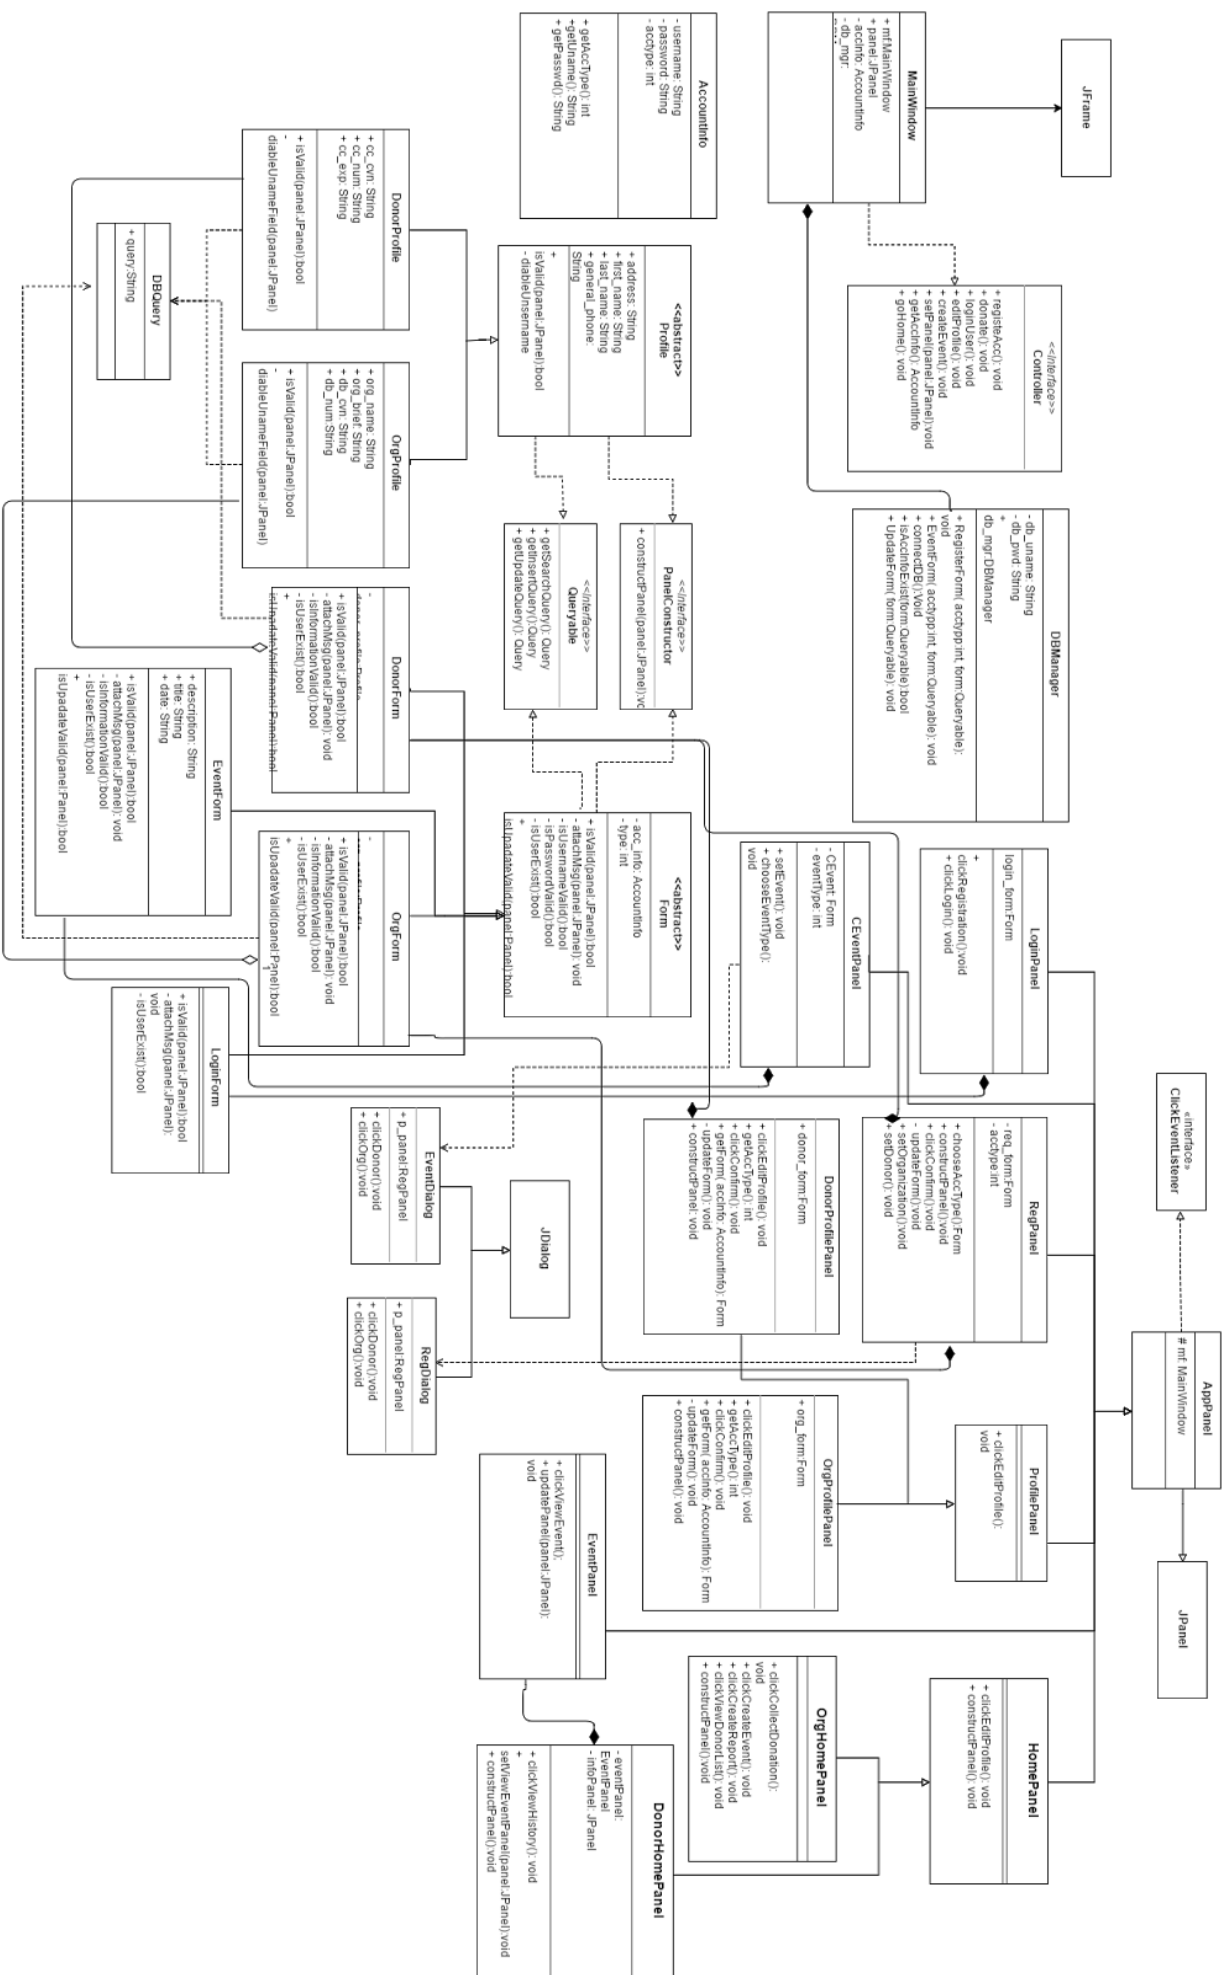 JFrame
MainWindow
+ mf:MainWindow
+ panel:JPanel
- accInfo: AccountInfo
- db_mgr:
<<Interface>>
Controller
+ registeAcc(): void
+ donate(): void
+ loginUser(): void
+ editProfile(): void
+ createEvent(): void
+ setPanel(panel:JPanel):void
+ getAccInfo(): AccountInfo
+ goHome(): void
DBManager
- db_uname: String
- db_pwd: String
+
db_mgr:DBManager
+ RegisterForm( acctypp:int, form:Queryable):
void
+ EventForm( acctypp:int, form:Queryable): void
+ connectDB():Void
+ isAccInfoExist(form:Queryable):bool
+ UpdateForm( form:Queryable): void
AccountInfo
- username: String
- password: String
- acctype: int
+ getAccType(): int
+getUname(): String
+ getPasswd(): String
<<abstract>>
Profile
+ address: String
+ first_name: String
+ last_name: String
+ general_phone:
String
+
isValid(panel:JPanel):bool
- diableUnsername
<<Interface>>
PanelConstructor
+ constructPanel(panel:JPanel):vc
<<Interface>>
Queryable
+ getSearchQuery(): Query
+ getInsertQuery():Query
+ getUpdateQuery(): Query
<<abstract>>
Form
- acc_info: AccountInfo
- type: int
+ isValid(panel:JPanel):bool
- attachMsg(panel:JPanel): void
- isUsernameValid():bool
- isPasswordValid():bool
- isUserExist():bool
+
isUpadateValid(panel:Panel):bool
DonorProfile
+ cc_cvn: String
+ cc_num: String
+ cc_exp: String
+ isValid(panel:JPanel):bool
-
diableUnameField(panel:JPanel)
OrgProfile
+ org_name: String
+ org_brief: String
+ db_cvn: String
+ db_num:String
+ isValid(panel:JPanel):bool
-
diableUnameField(panel:JPanel)
DBQuery
+ query:String
DonorForm
-
donor_profile:Profile
+ isValid(panel:JPanel):bool
- attachMsg(panel:JPanel): void
- isInformationValid():bool
- isUserExist():bool
+
isUpadateValid(panel:Panel):bool
EventForm
+ description: String
+ title: String
+ date: String
+ isValid(panel:JPanel):bool
- attachMsg(panel:JPanel): void
- isInformationValid():bool
- isUserExist():bool
+
isUpadateValid(panel:Panel):bool
OrgForm
-
+ isValid(panel:JPanel):bool
- attachMsg(panel:JPanel): void
- isInformationValid():bool
- isUserExist():bool
+
isUpadateValid(panel:Panel):bool
1
LoginForm
+ isValid(panel:JPanel):bool
- attachMsg(panel:JPanel):
void
- isUserExist():bool
LoginPanel
login_form:Form
+
clickRegistration():void
+ clickLogin(): void
CEventPanel
- CEvent: Form
- eventType: int
+ setEvent(): void
+ chooseEventType():
void
«interface»
ClickEventListener
AppPanel
# mf: MainWindow
JPanel
RegPanel
- req_form:Form
- acctype:int
+ chooseAccType():Form
+ constructPanel():void
+ clickConfirm():void
- updateForm():void
+ setOrganization():void
+ setDonor(): void
DonorProfilePanel
+ donor_form:Form
+ clickEditProfile(): void
+ getAccType(): int
+ clickConfirm(): void
+ getForm( accInfo: AccountInfo): Form
- updateForm(): void
+ constructPanel: void
ProfilePanel
+ clickEditProfile():
void
OrgProfilePanel
+ org_form:Form
+ clickEditProfile(): void
+ getAccType(): int
+ clickConfirm(): void
+ getForm( accInfo: AccountInfo): Form
- updateForm(): void
+ constructPanel(): void
JDialog
EventDialog
+ p_panel:RegPanel
+ clickDonor():void
+ clickOrg():void
RegDialog
+ p_panel:RegPanel
+ clickDonor():void
+ clickOrg():void
EventPanel
+ clickViewEvent():
+ updatePanel(panel:JPanel):
void
HomePanel
+ clickEditProfile(): void
+ constructPanel(): void
OrgHomePanel
+ clickCollectDonation():
void
+ clickCreateEvent(): void
+ clickCreateReport(): void
+ clickViewDonorList(): void
+ constructPanel():void
DonorHomePanel
- eventPanel:
EventPanel
- infoPanel: JPanel
+ clickViewHistory(): void
+
setViewEventPanel(panel:JPanel):void
+ constructPanel():void